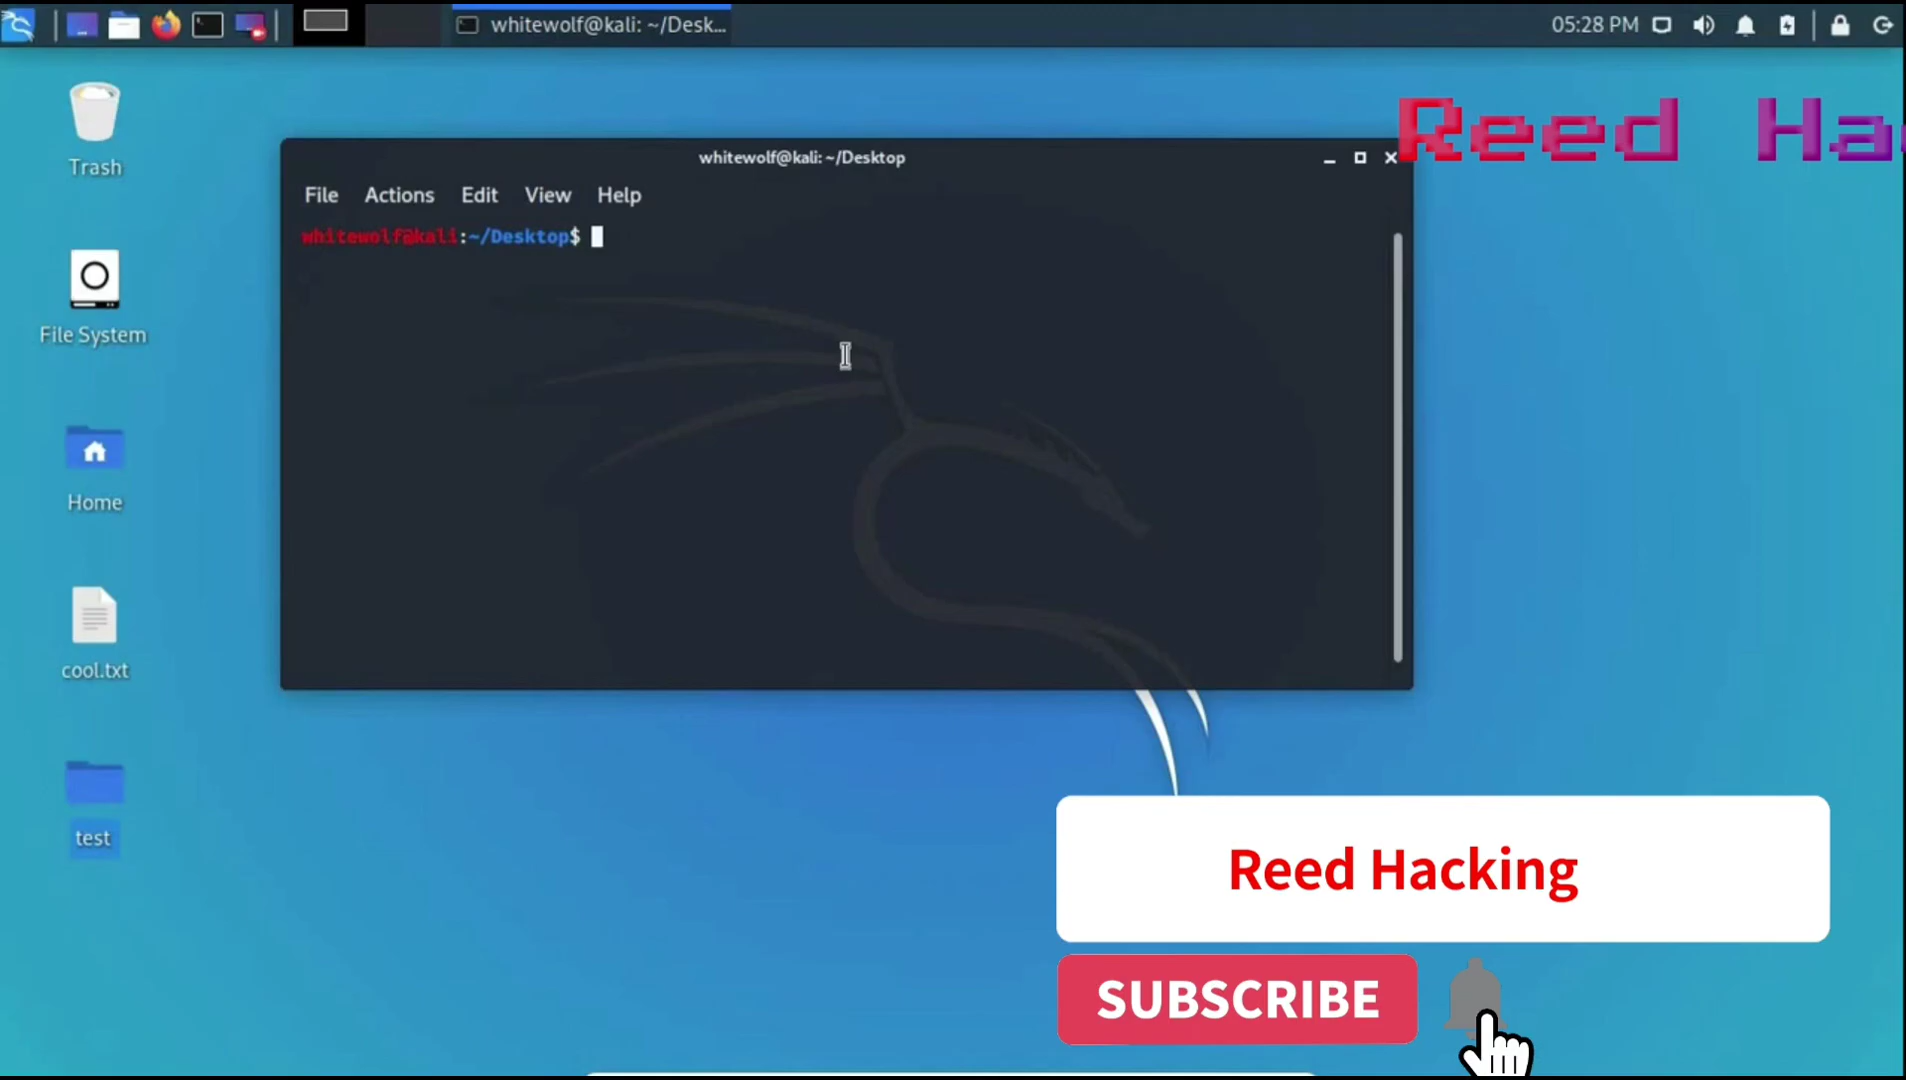 whitewolf@kali: ~/Desk...
05:28 PM
Reed Ha
Trash
whitewolf@kali: ~/Desktop
File Actions Edit View Help
whitewolf@kali:~/Desktop$
File System
Home
cool.txt
test
Reed Hacking
SUBSCRIBE